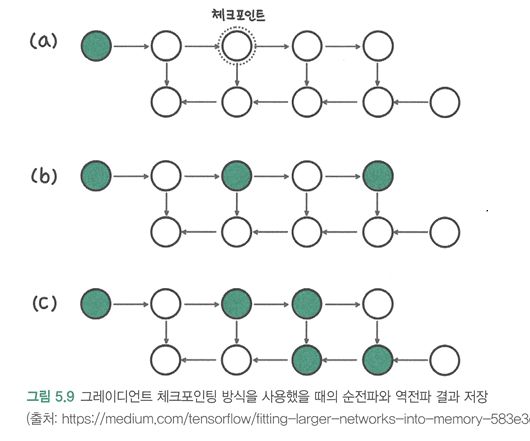 체크포인트
(a)
(b)
(c)
그림 5.9 그레이디언트 체크포인팅 방식을 사용했을 때의 순전파와 역전파 결과 저장
(출처: https://medium.com/tensorflow/fitting-larger-networks-into-memory-583e3